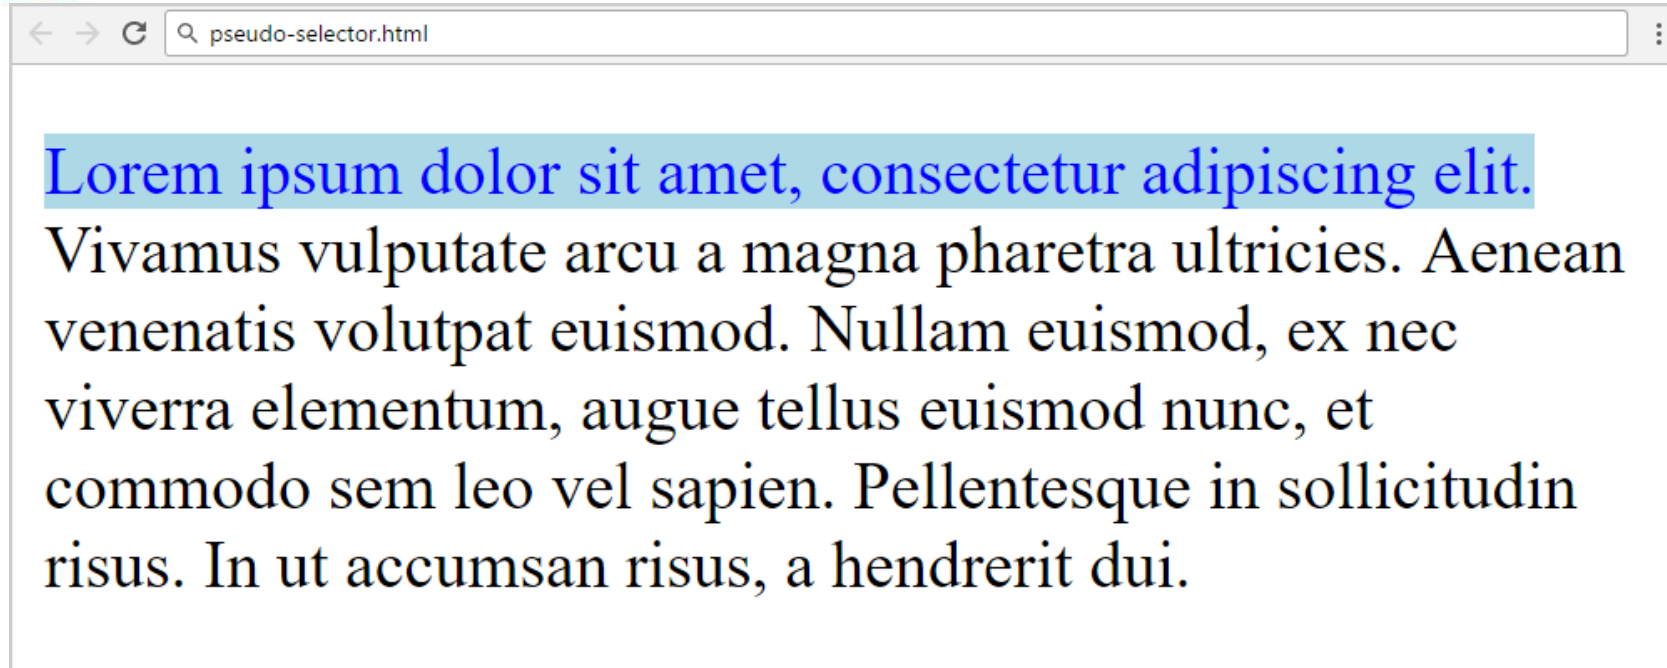 pseudo-selector.html
Lorem ipsum dolor sit amet, consectetur adipiscing elit.
Vivamus vulputate arcu a magna pharetra ultricies. Aenean
venenatis volutpat euismod. Nullam euismod, ex nec
viverra elementum, augue tellus euismod nunc, et
commodo sem leo vel sapien. Pellentesque in sollicitudin
risus. In ut accumsan risus, a hendrerit dui.